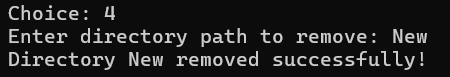 Choice: 4
Enter directory path to remove: New
Directory New removed successfully!